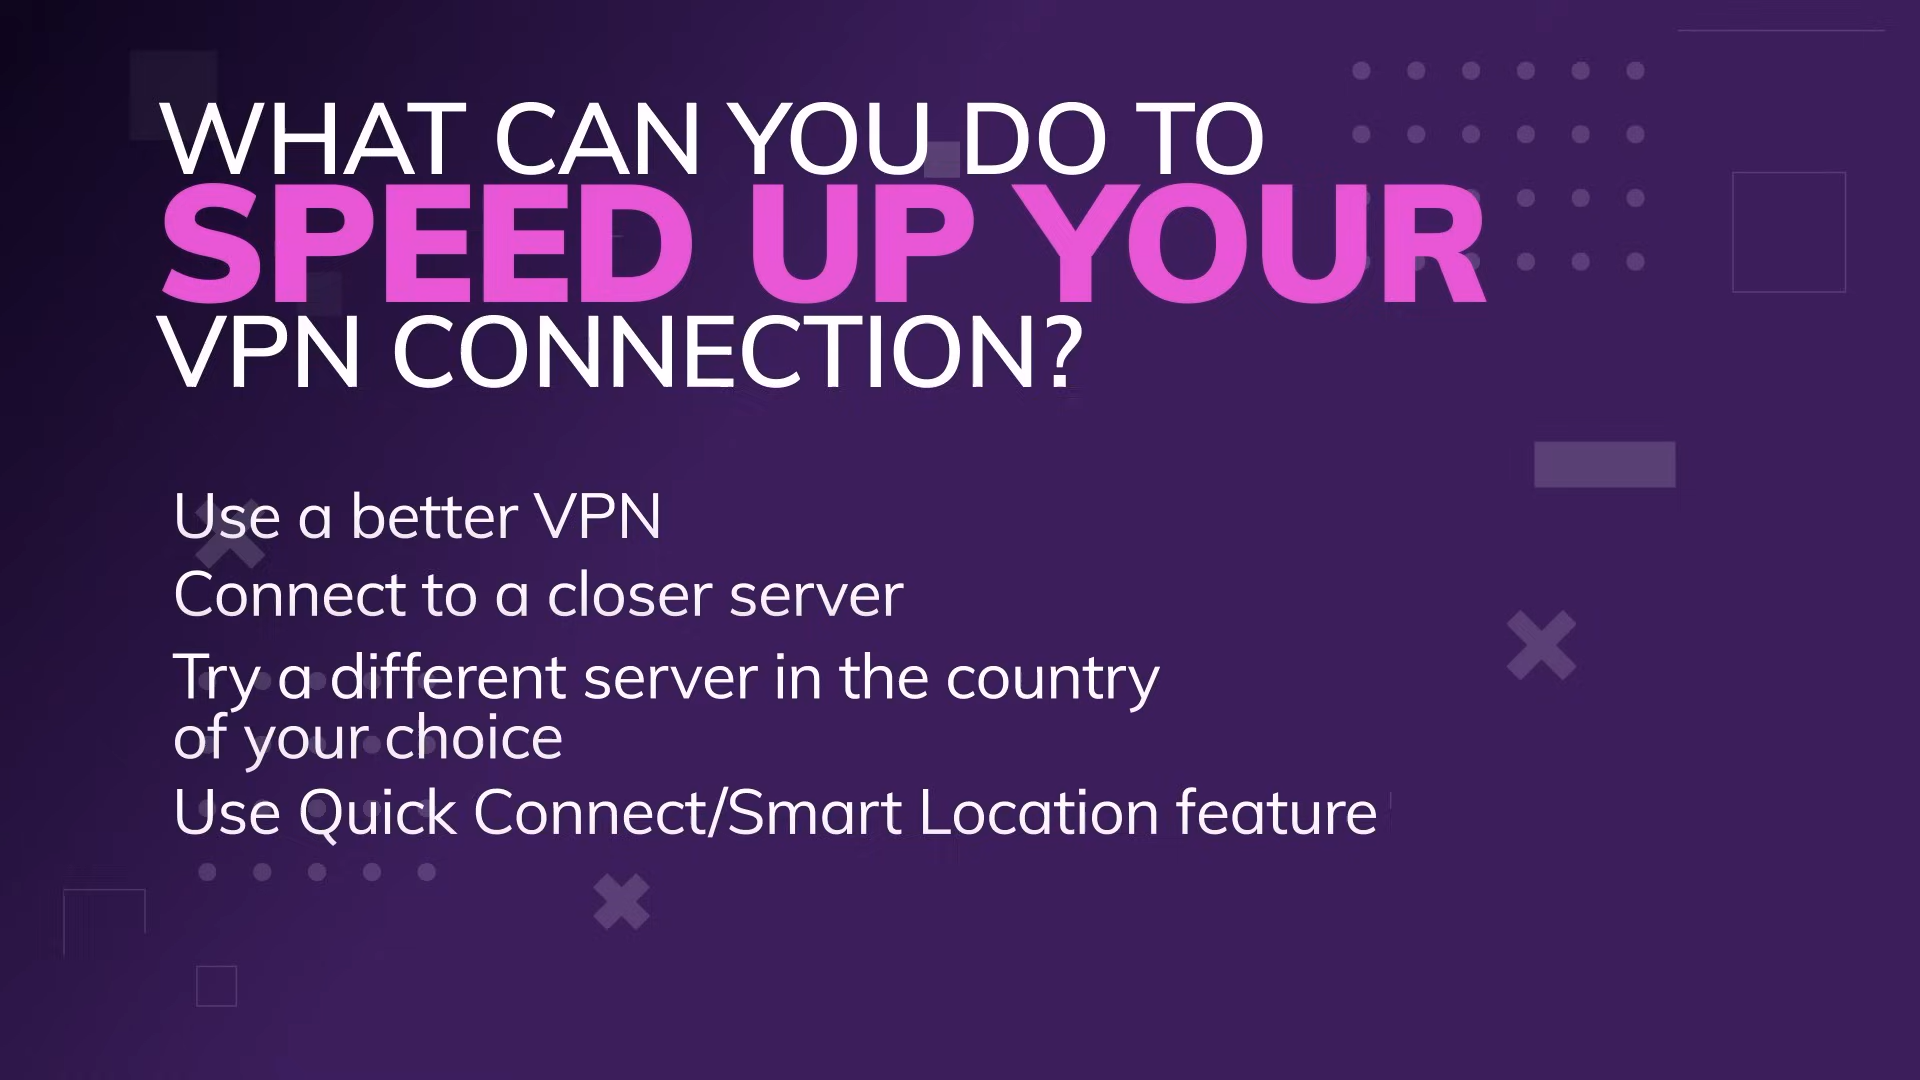 WHAT CAN YOU DO TO
SPEED UP YOUR
VPN CONNECTION?
Use a better VPN
Connect to a closer server
Try a different server in the country
of your choice
Use Quick Connect/Smart Location feature